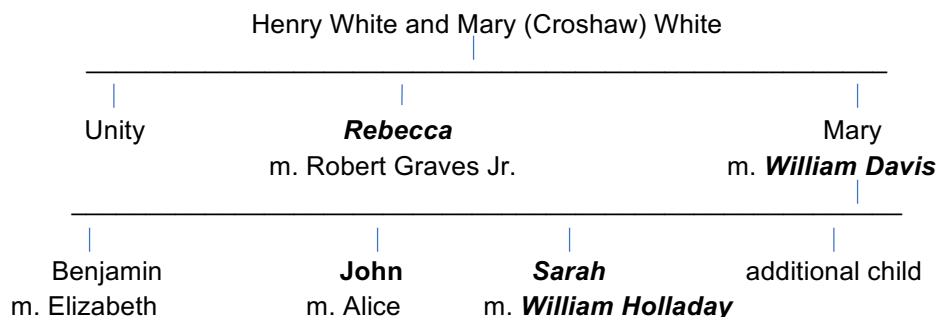 Henry White and Mary (Croshaw) White
Unity Rebecca Mary
m. Robert Graves Jr. m. William Davis
Benjamin John Sarah additional child
m. Elizabeth m. Alice m. William Holladay